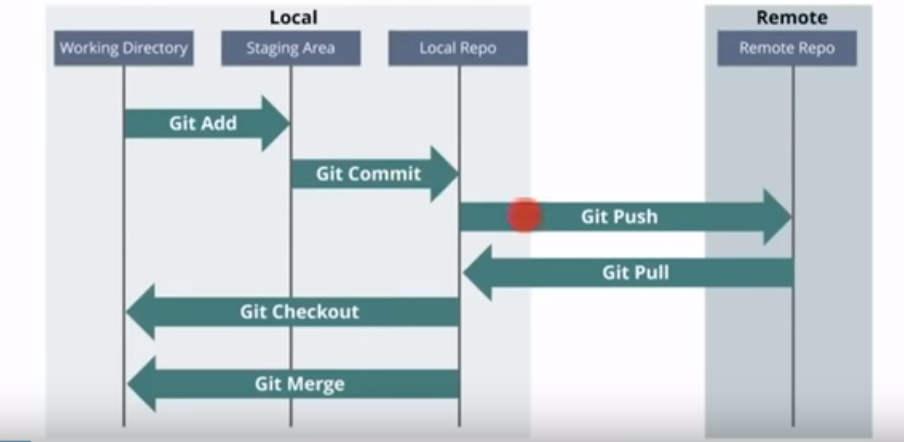 Local
Remote
Working Directory
Staging Area
Local Repo
Remote Repo
Git Add
Git Commit
Git Push
Git Pull
Git Checkout
Git Merge